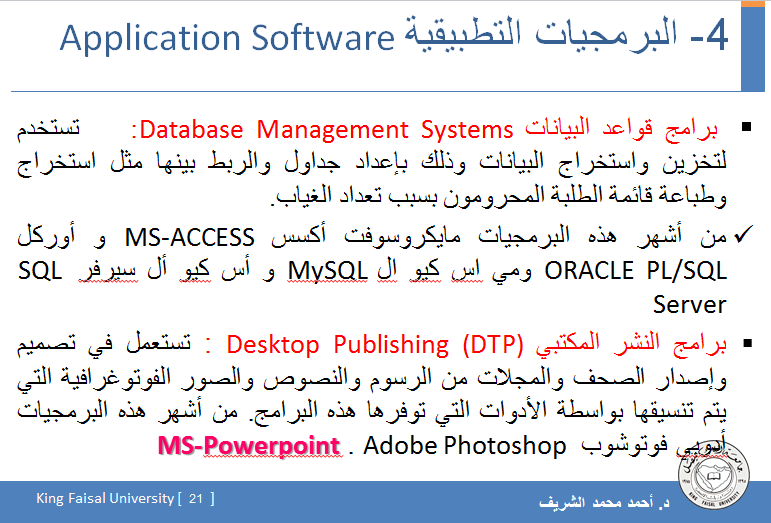 4- البرمجيات التطبيقية Application Software
برامج قواعد البيانات Database Management Systems: تستخدم
لتخزين واستخراج البيانات وذلك بإعداد جداول والربط بينها مثل استخراج
وطباعة قائمة الطلبة المحرومون بسبب تعداد الغياب.
من أشهر هذه البرمجيات مايكروسوفت أكسس MS-ACCESS و أوركل
ORACLE PL/SQL ومي اس كيو ال MySQL و أس كيو أل سيرفر SQL
Server
برامج النشر المكتبي Desktop Publishing (DTP) : تستعمل في تصميم
وإصدار الصحف والمجلات من الرسوم والنصوص والصور الفوتوغرافية التي
يتم تنسيقها بواسطة الأدوات التي توفرها هذه البرامج. من أشهر هذه البرمجيات
أدوبي فوتوشوب Adobe Photoshop . MS-Powerpoint
King Faisal University [ 21 ]
د. أحمد محمد الشريف